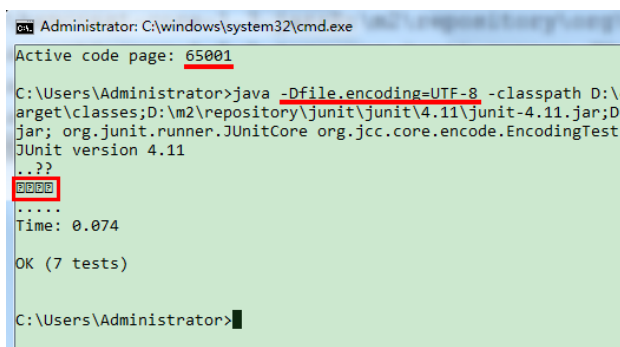 Administrator: C:\windows\system32\cmd.exe
Active code page: 65001
C:\Users\Administrator>java -Dfile.encoding=UTF-8 -classpath D:\
arget\classes;D:\m2\repository\junit\junit\4.11\junit-4.11.jar;D
jar; org.junit.runner.JUnitCore org.jcc.core.encode.EncodingTest
JUnit version 4.11
..??
⍰⍰⍰⍰
.....
Time: 0.074
OK (7 tests)
C:\Users\Administrator>